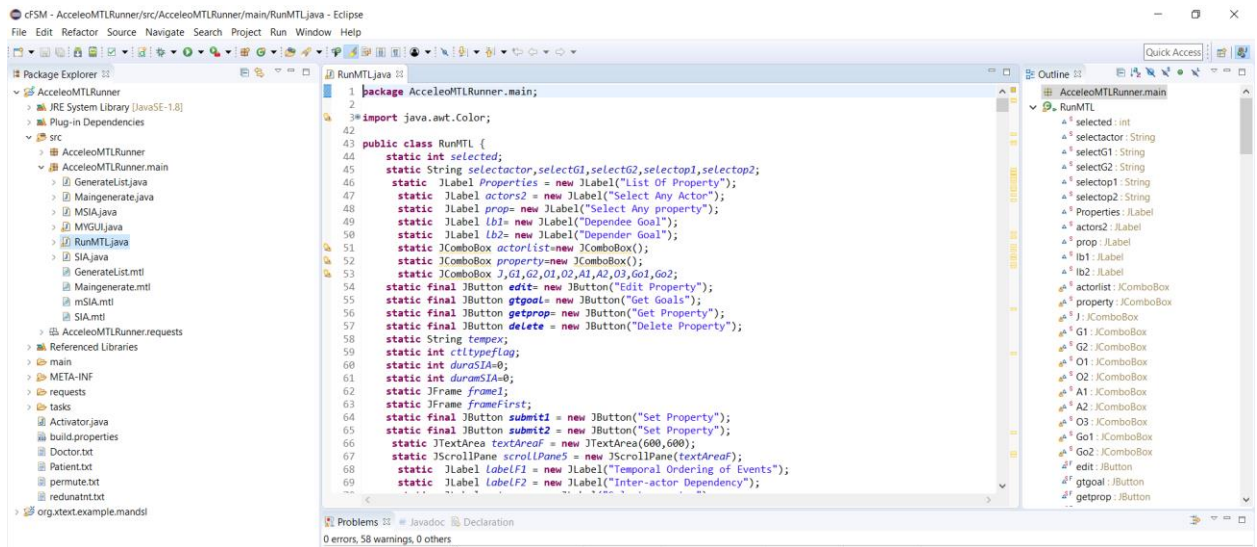 cFSM - AcceleoMTLRunner/src/AcceleoMTLRunner/main/RunMTL.java - Eclipse
File Edit Refactor Source Navigate Search Project Run Window Help
Quick Access
Package Explorer
AcceleoMTLRunner
JRE System Library [JavaSE-1.8]
Plug-in Dependencies
src
AcceleoMTLRunner
AcceleoMTLRunner.main
GenerateList.java
Maingenerate.java
MSIA.java
MYGUI.java
RunMTL.java
SIA.java
GenerateList.mtl
Maingenerate.mtl
mSIA.mtl
SIA.mtl
AcceleoMTLRunner.requests
Referenced Libraries
main
META-INF
requests
tasks
Activator.java
build.properties
Doctor.txt
Patient.txt
permute.txt
redunatnt.txt
org.xtext.example.mandsl
RunMTL.java
1 package AcceleoMTLRunner.main;
2
3 import java.awt.Color;
42
43 public class RunMTL {
44 static int selected;
45 static String selectactor,selectG1,selectG2,selectop1,selectop2;
46 static JLabel Properties = new JLabel("List Of Property");
47 static JLabel actors2 = new JLabel("Select Any Actor");
48 static JLabel prop= new JLabel("Select Any property");
49 static JLabel lb1= new JLabel("Dependee Goal");
50 static JLabel lb2= new JLabel("Depender Goal");
51 static JComboBox actorlist=new JComboBox();
52 static JComboBox property=new JComboBox();
53 static JComboBox J,G1,G2,O1,O2,A1,A2,O3,Go1,Go2;
54 static final JButton edit= new JButton("Edit Property");
55 static final JButton gtgoal= new JButton("Get Goals");
56 static final JButton getprop= new JButton("Get Property");
57 static final JButton delete = new JButton("Delete Property");
58 static String tempex;
59 static int ctltypeflag;
60 static int duraSIA=0;
61 static int duramSIA=0;
62 static JFrame frame1;
63 static JFrame frameFirst;
64 static final JButton submit1 = new JButton("Set Property");
65 static final JButton submit2 = new JButton("Set Property");
66 static JTextArea textAreaF = new JTextArea(600,600);
67 static JScrollPane scrollPane5 = new JScrollPane(textAreaF);
68 static JLabel labelF1 = new JLabel("Temporal Ordering of Events");
69 static JLabel labelF2 = new JLabel("Inter-actor Dependency");
Problems Javadoc Declaration
0 errors, 58 warnings, 0 others
Outline
AcceleoMTLRunner.main
RunMTL
selected : int
selectactor : String
selectG1 : String
selectG2 : String
selectop1 : String
selectop2 : String
Properties : JLabel
actors2 : JLabel
prop : JLabel
lb1 : JLabel
lb2 : JLabel
actorlist : JComboBox
property : JComboBox
J : JComboBox
G1 : JComboBox
G2 : JComboBox
O1 : JComboBox
O2 : JComboBox
A1 : JComboBox
A2 : JComboBox
O3 : JComboBox
Go1 : JComboBox
Go2 : JComboBox
edit : JButton
gtgoal : JButton
getprop : JButton